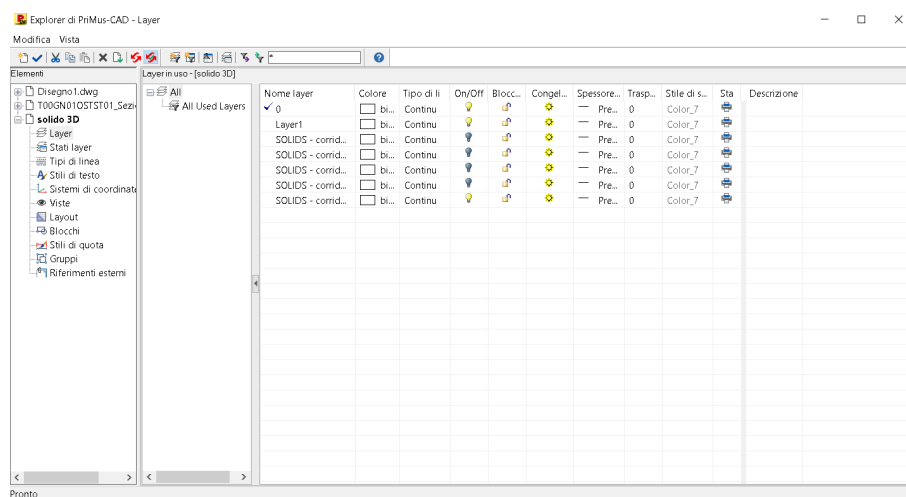 Explorer di PriMus-CAD - Layer
Modifica Vista
*
Elementi
Layer in uso - [solido 3D]
Disegno1.dwg
T00GN01OSTST01_Sezi
solido 3D
Layer
Stati layer
Tipi di linea
Stili di testo
Sistemi di coordinate
Viste
Layout
Blocchi
Stili di quota
Gruppi
Riferimenti esterni
All
All Used Layers
Nome layer Colore Tipo di li On/Off Blocc... Congel... Spessore... Trasp... Stile di s... Sta Descrizione
0 bi... Continu Pre... 0 Color_7
Layer1 bi... Continu Pre... 0 Color_7
SOLIDS - corrid... bi... Continu Pre... 0 Color_7
SOLIDS - corrid... bi... Continu Pre... 0 Color_7
SOLIDS - corrid... bi... Continu Pre... 0 Color_7
SOLIDS - corrid... bi... Continu Pre... 0 Color_7
SOLIDS - corrid... bi... Continu Pre... 0 Color_7
Pronto